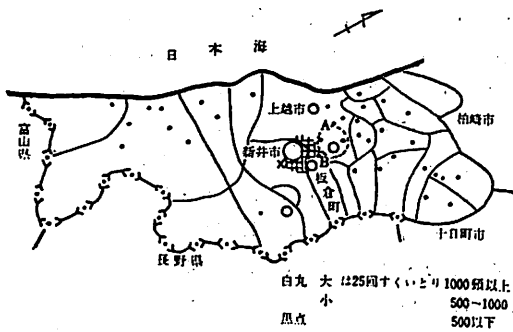 日本海
上越市
A
柏崎市
富山県
新井市
B
板倉町
十日町市
長野県
白丸 大 は25回すくいとり1000頭以上
小 500~1000
黒点 500以下